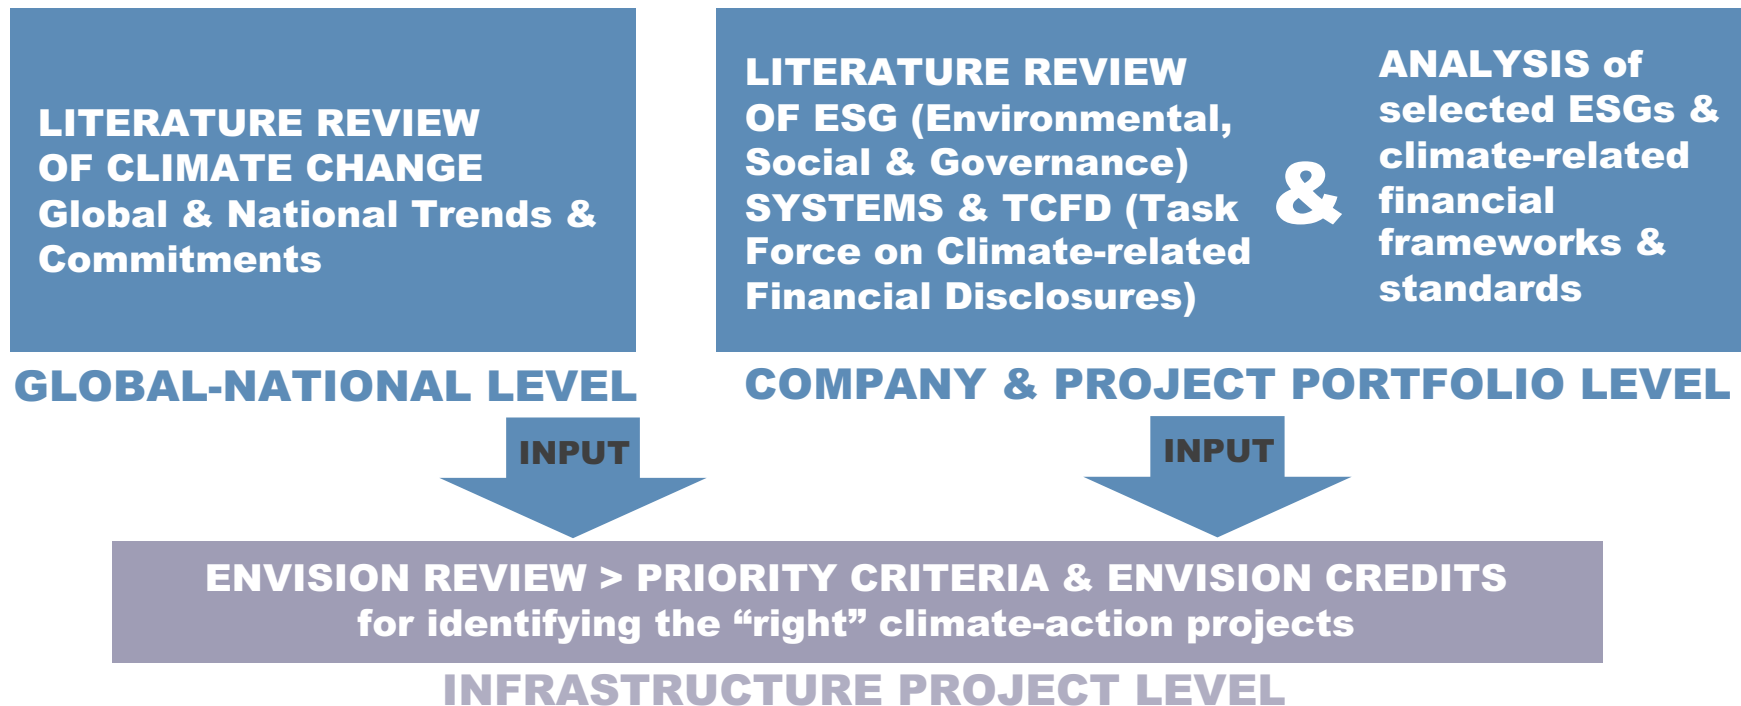 LITERATURE REVIEW
OF CLIMATE CHANGE
Global & National Trends &
Commitments
GLOBAL-NATIONAL LEVEL
LITERATURE REVIEW
OF ESG (Environmental,
Social & Governance)
SYSTEMS & TCFD (Task
Force on Climate-related
Financial Disclosures)
&
ANALYSIS of
selected ESGs &
climate-related
financial
frameworks &
standards
COMPANY & PROJECT PORTFOLIO LEVEL
INPUT
INPUT
ENVISION REVIEW > PRIORITY CRITERIA & ENVISION CREDITS
for identifying the “right” climate-action projects
INFRASTRUCTURE PROJECT LEVEL